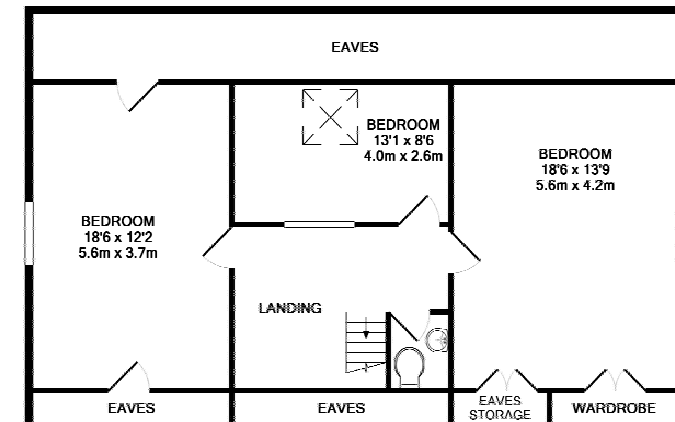 EAVES
BEDROOM
13'1 x 8'6
4.0m x 2.6m
BEDROOM
18'6 x 13'9
5.6m x 4.2m
BEDROOM
18'6 x 12'2
5.6m x 3.7m
LANDING
EAVES
EAVES
EAVES
STORAGE
WARDROBE